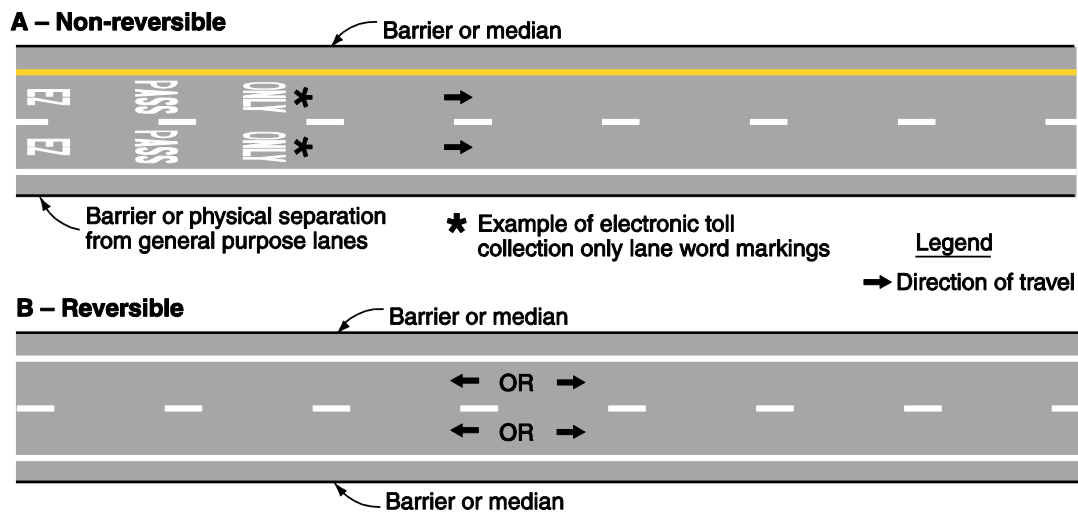 A – Non-reversible
Barrier or median
EZ PASS ONLY *
EZ PASS ONLY *
Barrier or physical separation
from general purpose lanes
* Example of electronic toll
collection only lane word markings
Legend
Direction of travel
B – Reversible
Barrier or median
OR
OR
Barrier or median